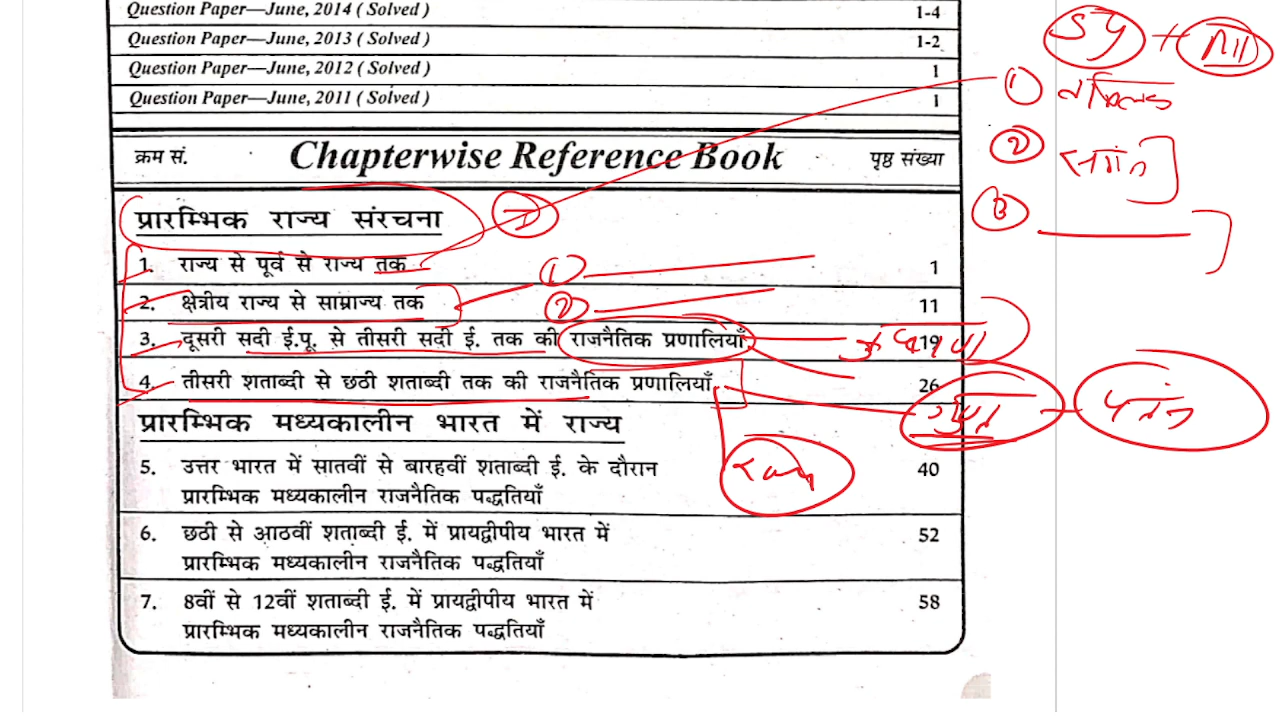 Question Paper—June, 2014 ( Solved ) 1-4
Question Paper—June, 2013 ( Solved ) 1-2
Question Paper—June, 2012 ( Solved ) 1
Question Paper—June, 2011 ( Solved ) 1
क्रम सं. Chapterwise Reference Book पृष्ठ संख्या
प्रारम्भिक राज्य संरचना
1. राज्य से पूर्व से राज्य तक 1
2. क्षेत्रीय राज्य से साम्राज्य तक 11
3. दूसरी सदी ई.पू. से तीसरी सदी ई. तक की राजनैतिक प्रणालियाँ 19
4. तीसरी शताब्दी से छठी शताब्दी तक की राजनैतिक प्रणालियाँ 26
प्रारम्भिक मध्यकालीन भारत में राज्य
5. उत्तर भारत में सातवीं से बारहवीं शताब्दी ई. के दौरान 40
प्रारम्भिक मध्यकालीन राजनैतिक पद्धतियाँ
6. छठी से आठवीं शताब्दी ई. में प्रायद्वीपीय भारत में 52
प्रारम्भिक मध्यकालीन राजनैतिक पद्धतियाँ
7. 8वीं से 12वीं शताब्दी ई. में प्रायद्वीपीय भारत में 58
प्रारम्भिक मध्यकालीन राजनैतिक पद्धतियाँ